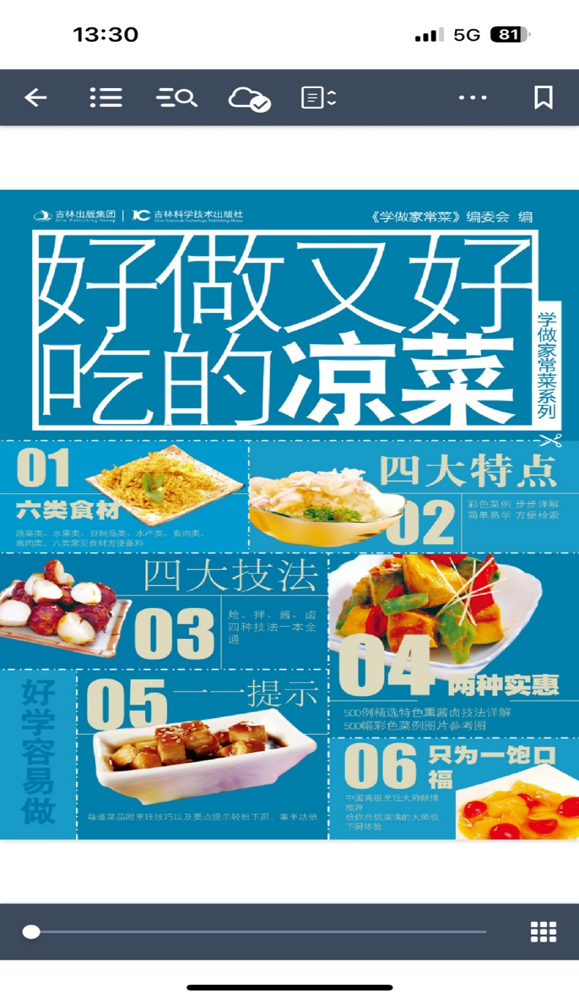 13:30
5G
81
吉林出版集团
Jilin Publishing Group
吉林科学技术出版社
JiLin Science&Technology Publishing House
《学做家常菜》编委会 编
好做又好
吃的凉菜
学做家常菜系列
01
六类食材
蔬菜类、水果类、豆制品类、水产类、畜肉类、
禽肉类，六类常见食材方便备料
四大特点
02
彩色菜例 步步详解
简单易学 方便检索
四大技法
03
炝、拌、酱、卤
四种技法一本全
通
04
两种实惠
500例精选特色熏酱卤技法详解
500幅彩色菜例图片参考图
好学容易做
05
一一提示
每道菜品附烹饪技巧以及要点提示轻松下厨，事半功倍
06
只为一饱口
福
中国高级烹饪大师倾情
推荐
给你自信满满的大师级
下厨体验